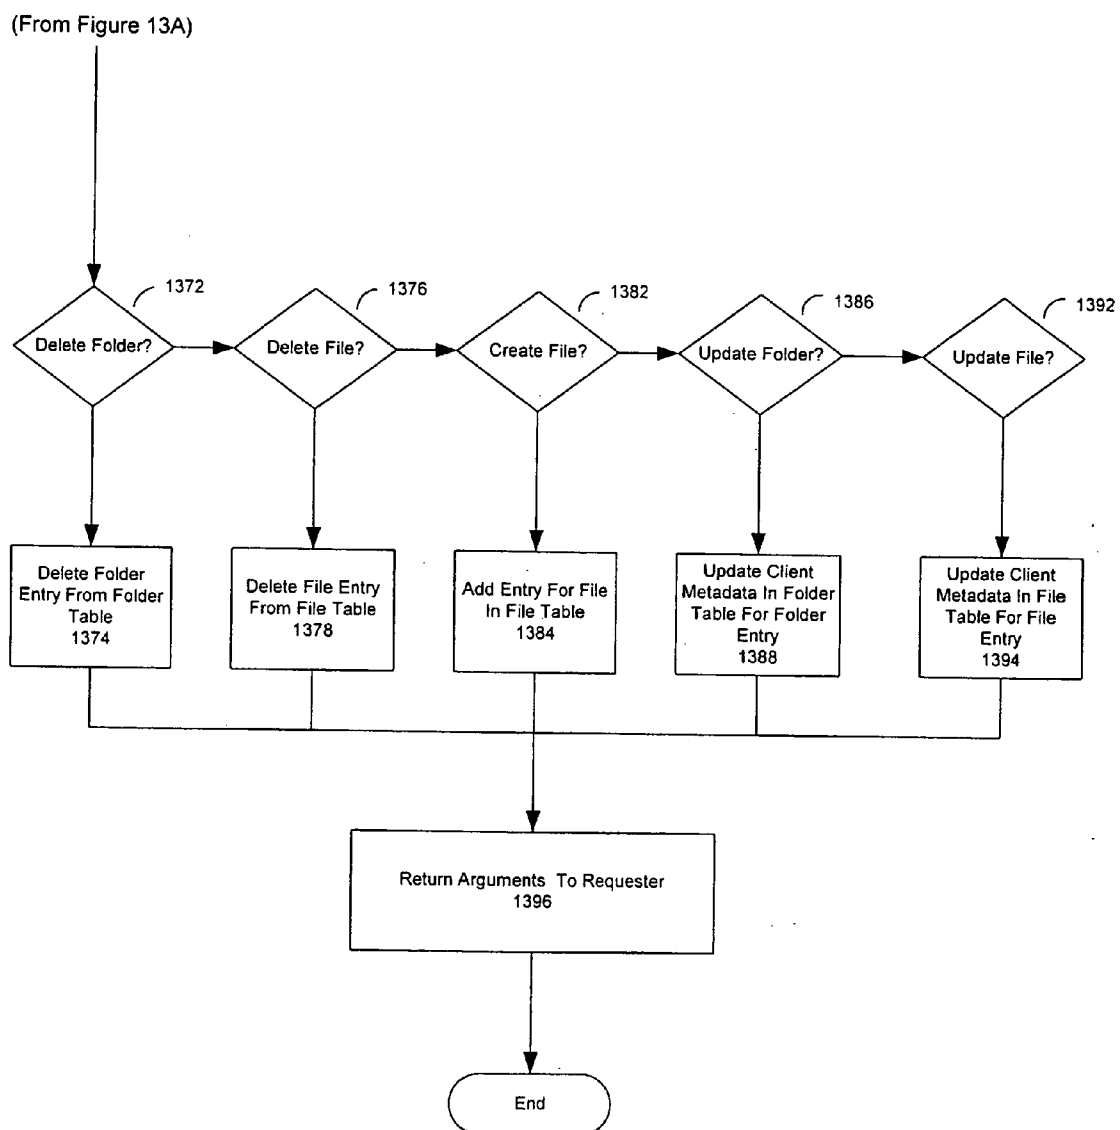 (From Figure 13A)
1372
1376
1382
1386
1392
Delete Folder?
Delete File?
Create File?
Update Folder?
Update File?
Delete Folder
Entry From Folder
Table
1374
Delete File Entry
From File Table
1378
Add Entry For File
In File Table
1384
Update Client
Metadata In Folder
Table For Folder
Entry
1388
Update Client
Metadata In File
Table For File
Entry
1394
Return Arguments To Requester
1396
End